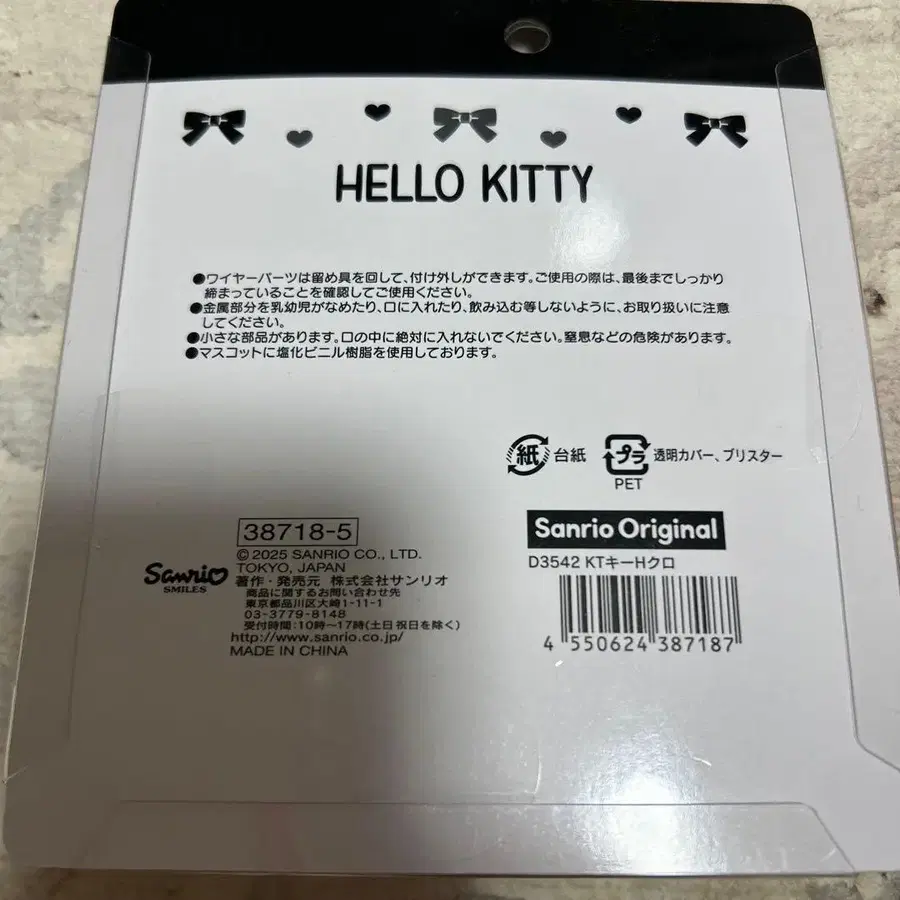 HELLO KITTY
●ワイヤーパーツは留め具を回して、付け外しができます。ご使用の際は、最後までしっかり
締まっていることを確認してご使用ください。
●金属部分を乳幼児がなめたり、口に入れたり、飲み込む等しないように、お取り扱いに注意
してください。
●小さな部品があります。口の中に絶対に入れないでください。窒息などの危険があります。
●マスコットに塩化ビニル樹脂を使用しております。
紙 台紙
プラ 透明カバー、ブリスター
PET
38718-5
© 2025 SANRIO CO., LTD.
TOKYO, JAPAN
著作・発売元 株式会社サンリオ
商品に関するお問い合わせ先
東京都品川区大崎1-11-1
03-3779-8148
受付時間:10時〜17時(土日祝日を除く)
http://www.sanrio.co.jp/
MADE IN CHINA
Sanrio
SMILES
Sanrio Original
D3542 KTキーHクロ
4 550624 387187